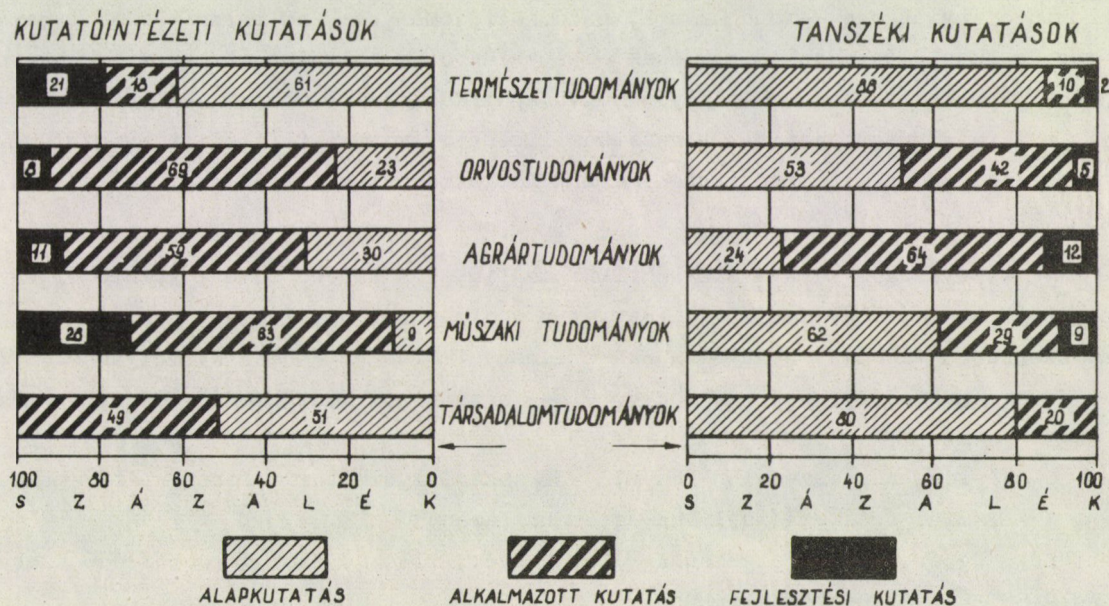 KUTATÓINTÉZETI KUTATÁSOK
TANSZÉKI KUTATÁSOK
21 18 61 TERMÉSZETTUDOMÁNYOK 88 10 2
8 69 23 ORVOSTUDOMÁNYOK 53 42 5
11 59 30 AGRÁRTUDOMÁNYOK 24 64 12
28 63 9 MŰSZAKI TUDOMÁNYOK 62 29 9
49 51 TÁRSADALOMTUDOMÁNYOK 80 20
100 80 60 40 20 0
0 20 40 60 80 100
S Z Á Z A L É K
S Z Á Z A L É K
ALAPKUTATÁS
ALKALMAZOTT KUTATÁS
FEJLESZTÉSI KUTATÁS